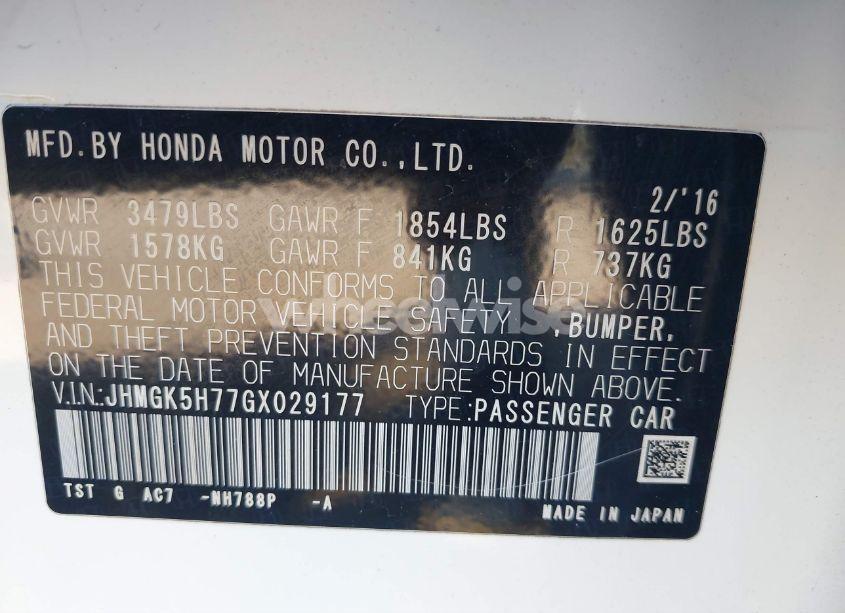 MFD. BY HONDA MOTOR CO.,LTD.
2/'16
GVWR 3479LBS GAWR F 1854LBS R 1625LBS
GVWR 1578KG GAWR F 841KG R 737KG
THIS VEHICLE CONFORMS TO ALL APPLICABLE
FEDERAL MOTOR VEHICLE SAFETY, BUMPER,
AND THEFT PREVENTION STANDARDS IN EFFECT
ON THE DATE OF MANUFACTURE SHOWN ABOVE.
V.IN.:JHMGK5H77GX029177 TYPE:PASSENGER CAR
TST G AC7 -NH788P -A
MADE IN JAPAN
wheelwise